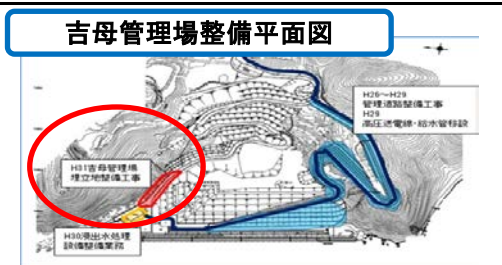 吉母管理場整備平面図
H26～H29
管理道路整備工事
H29
高圧送電線・給水管移設
H31吉母管理場
埋立地整備工事
H30浸出水処理
設備整備業務